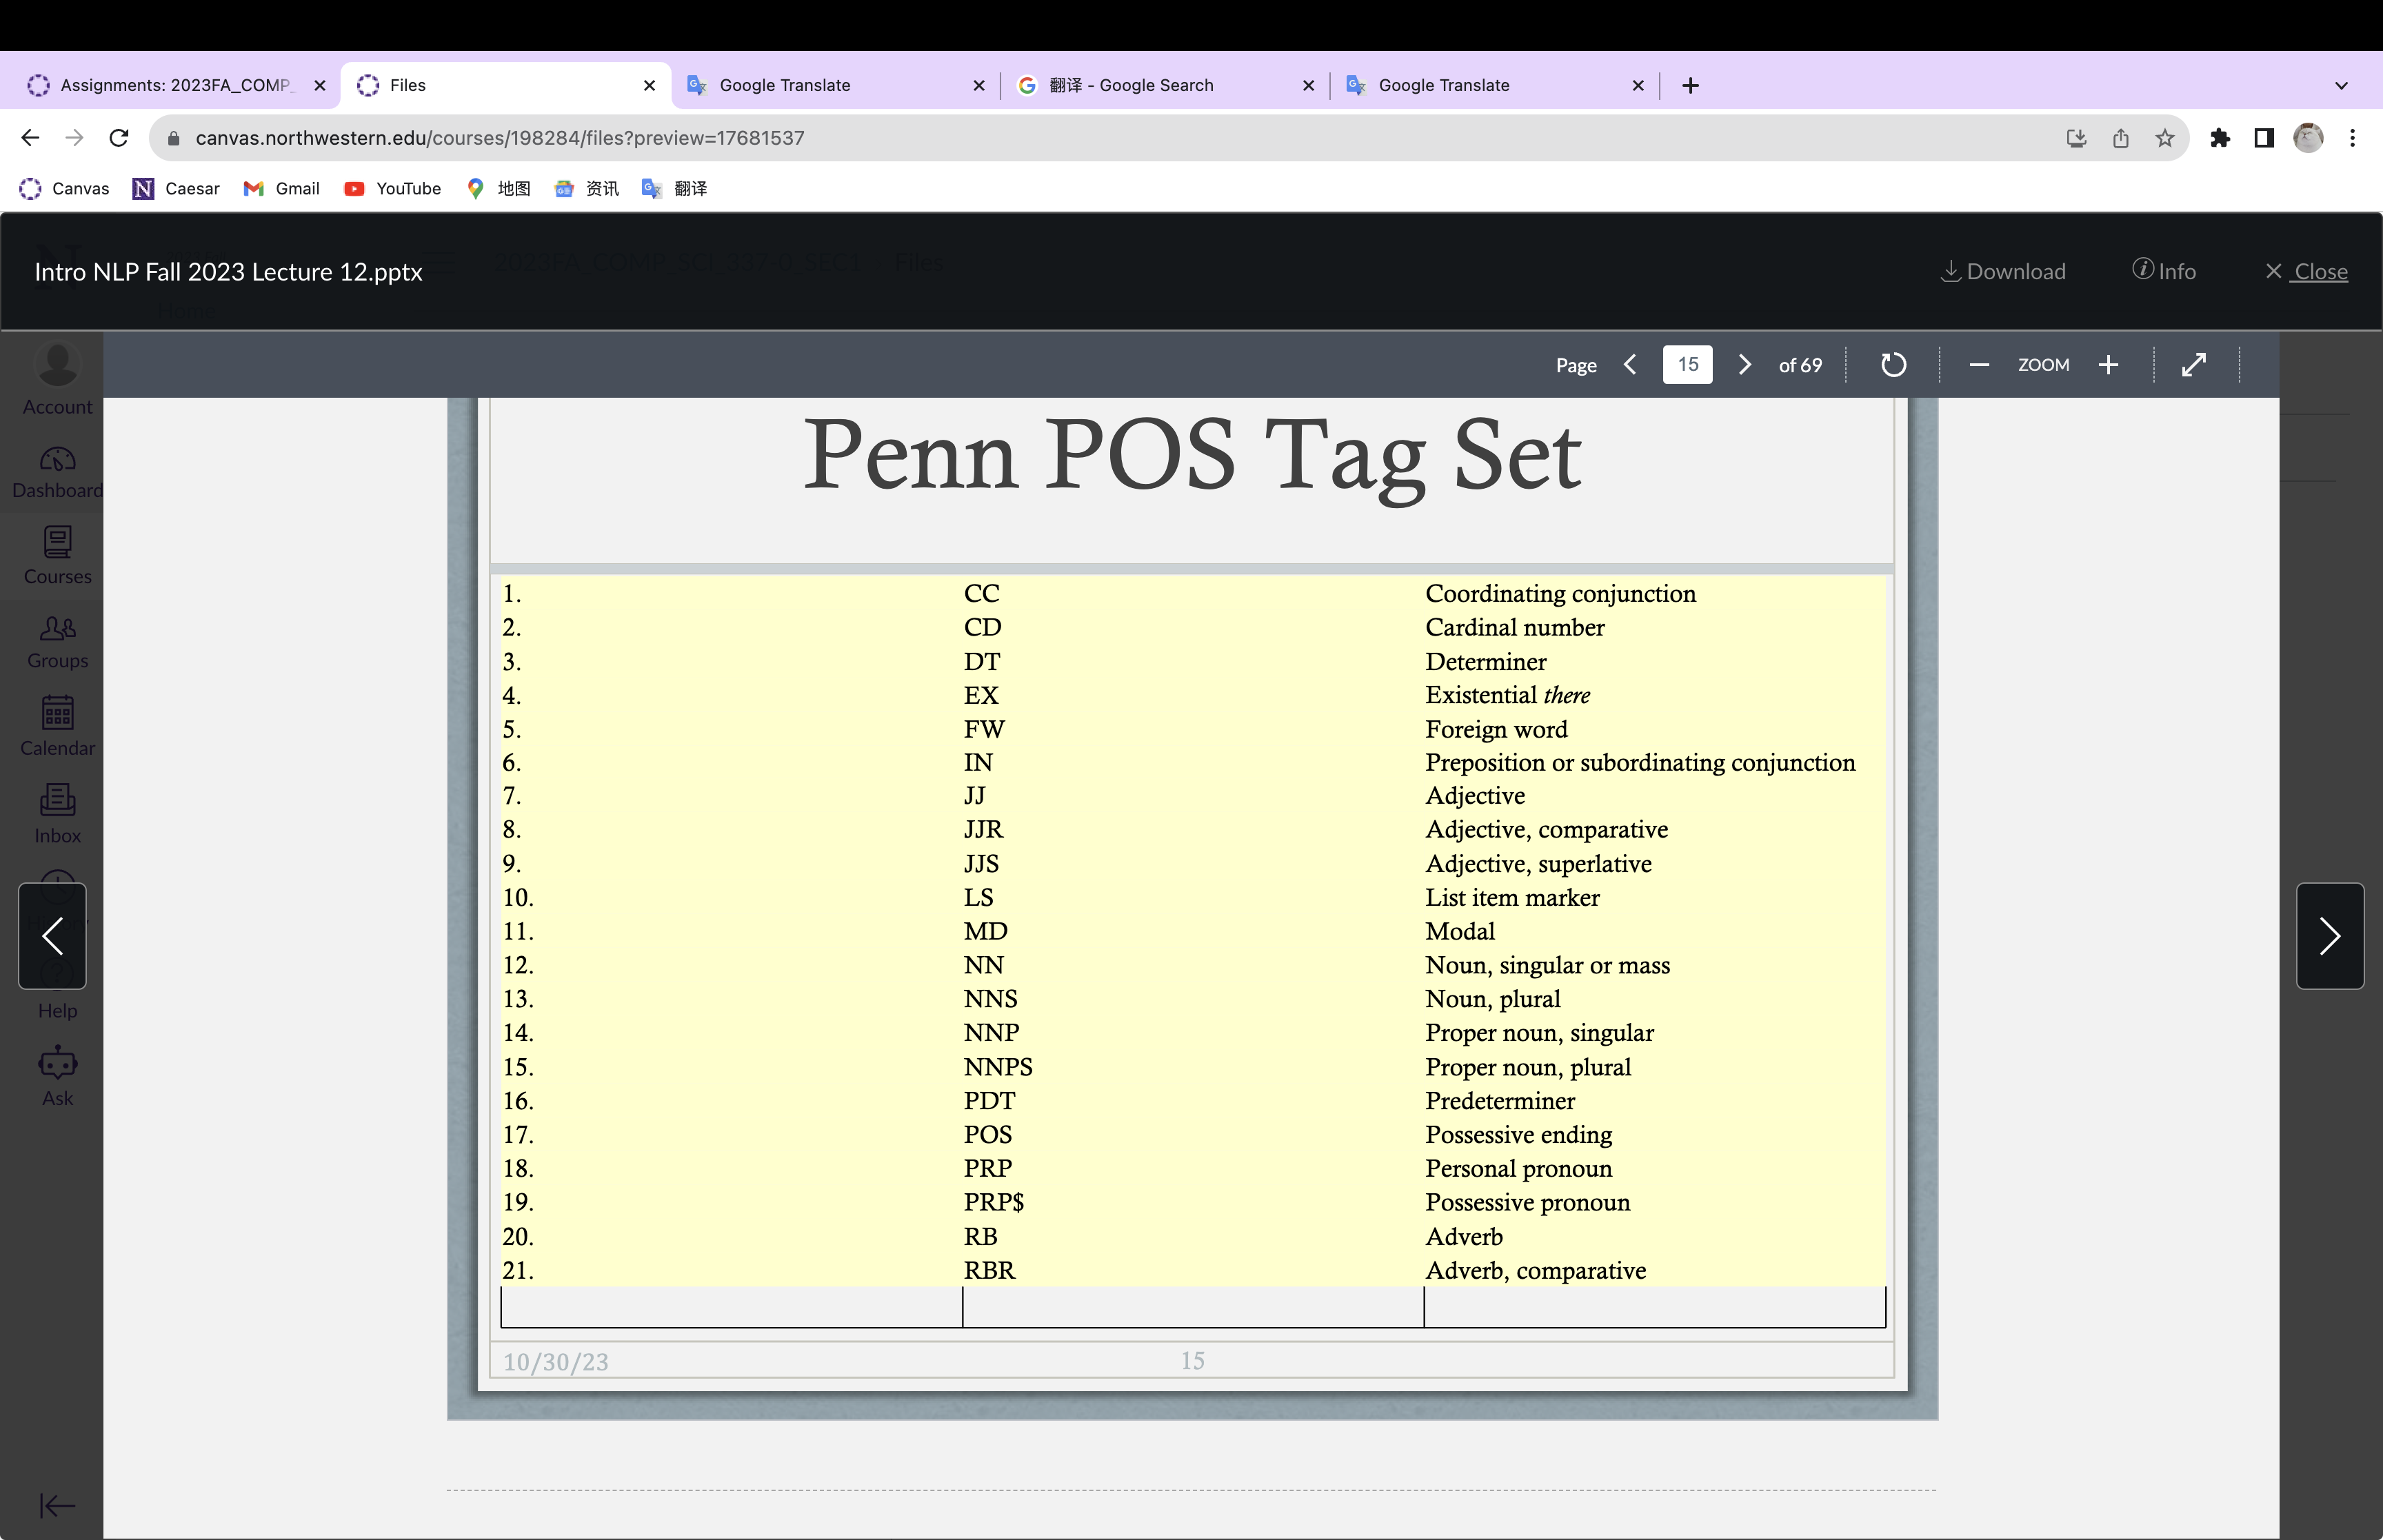 Assignments: 2023FA_COMP_
Files
Google Translate
翻译 - Google Search
Google Translate
canvas.northwestern.edu/courses/198284/files?preview=17681537
Canvas Caesar Gmail YouTube 地图 资讯 翻译
Intro NLP Fall 2023 Lecture 12.pptx
2023FA_COMP_SCI_337-0_SEC1 Files
Download Info Close
Home
Page 15 of 69 ZOOM
Account
Dashboard
Courses
Groups
Calendar
Inbox
Help
Ask
Penn POS Tag Set
1. CC Coordinating conjunction
2. CD Cardinal number
3. DT Determiner
4. EX Existential there
5. FW Foreign word
6. IN Preposition or subordinating conjunction
7. JJ Adjective
8. JJR Adjective, comparative
9. JJS Adjective, superlative
10. LS List item marker
11. MD Modal
12. NN Noun, singular or mass
13. NNS Noun, plural
14. NNP Proper noun, singular
15. NNPS Proper noun, plural
16. PDT Predeterminer
17. POS Possessive ending
18. PRP Personal pronoun
19. PRP$ Possessive pronoun
20. RB Adverb
21. RBR Adverb, comparative
10/30/23 15